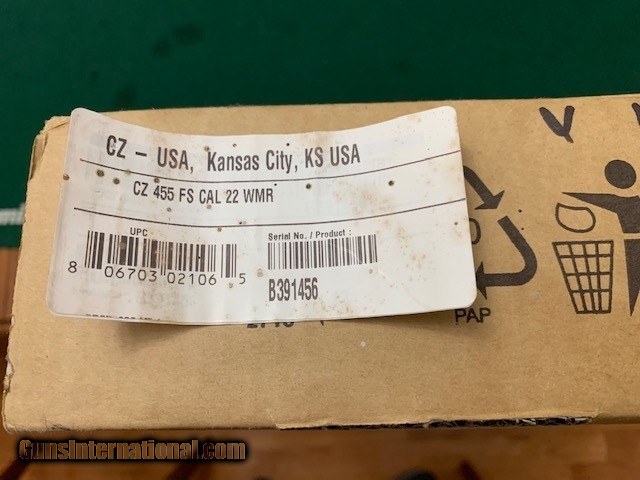 CZ – USA, Kansas City, KS USA
CZ 455 FS CAL 22 WMR
UPC
Serial No. / Product :
8 06703 02106 5
B391456
PAP
GunsInternational.com